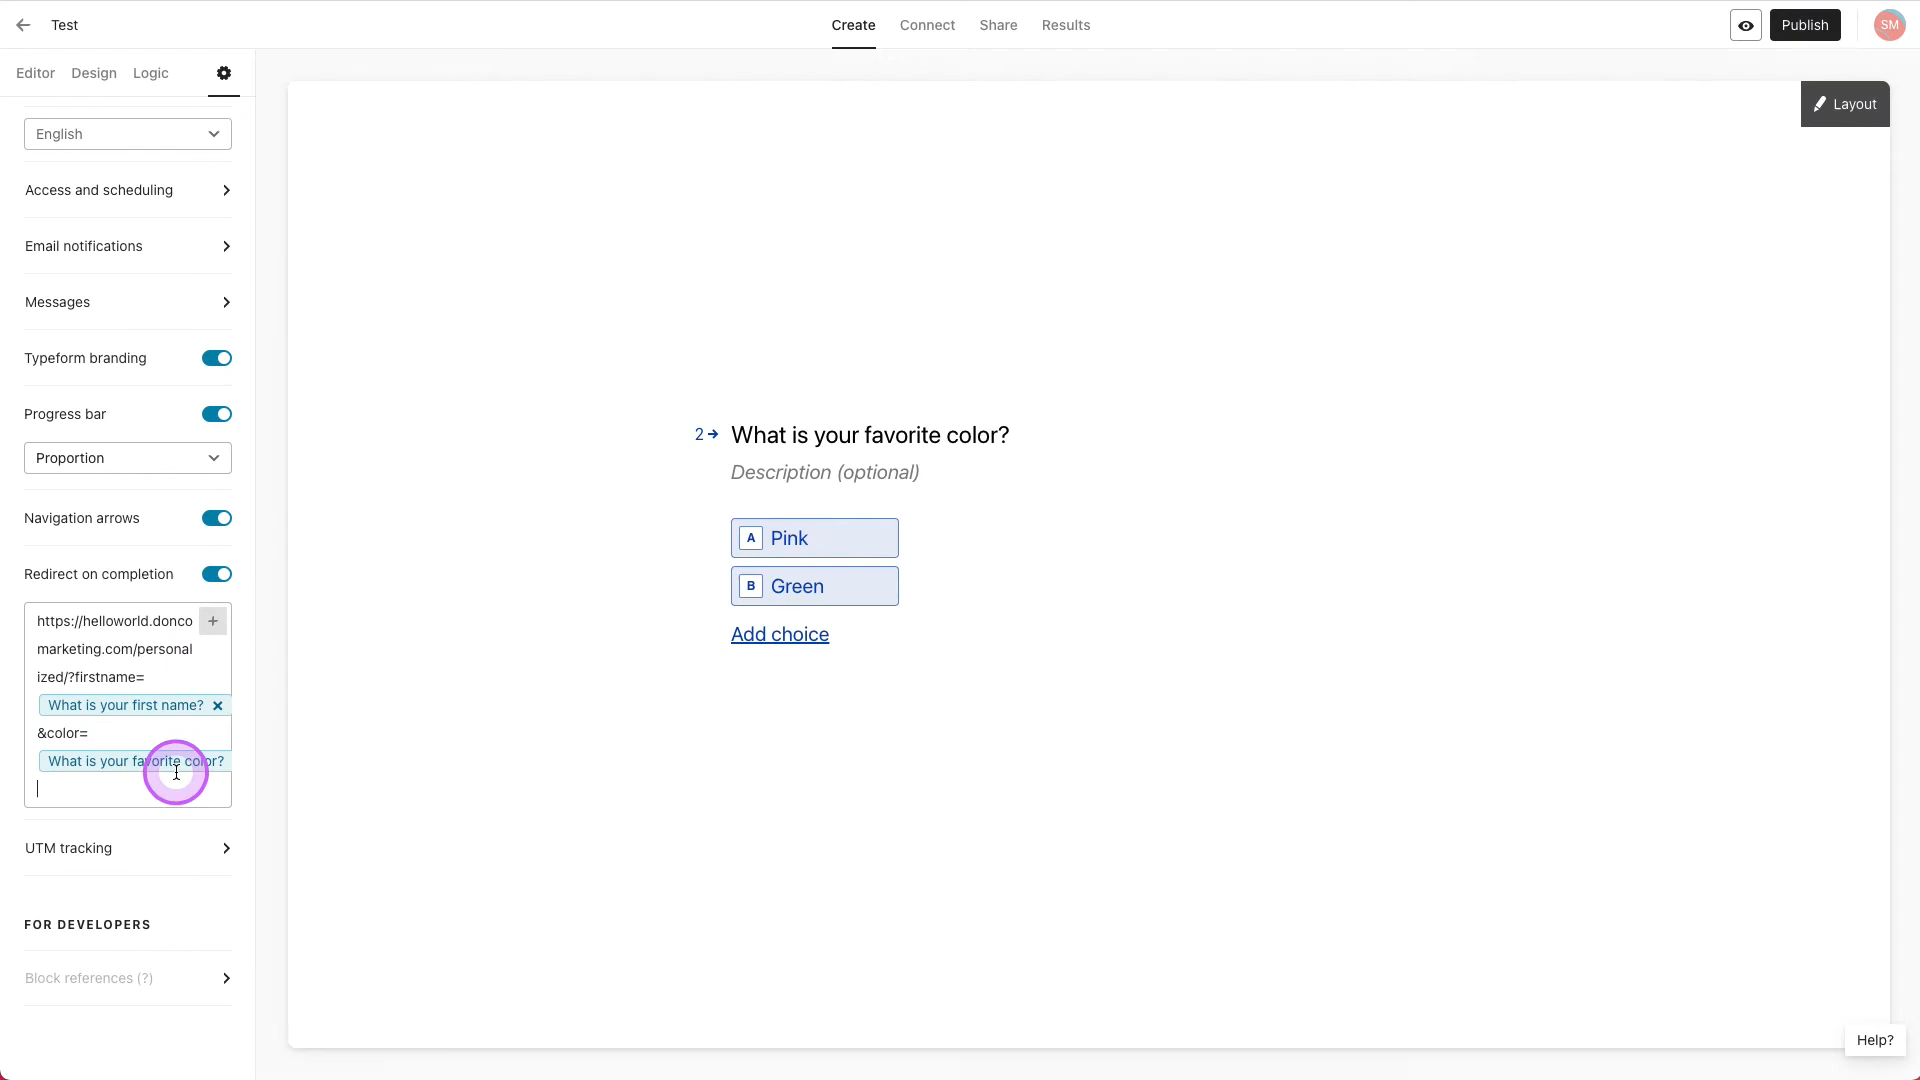 Test
Create
Connect
Share
Results
Publish
SM
Editor
Design
Logic
Layout
English
Access and scheduling
Email notifications
Messages
Typeform branding
Progress bar
Proportion
Navigation arrows
Redirect on completion
https://helloworld.donco
marketing.com/personal
ized/?firstname=
What is your first name?
&color=
What is your favorite color?
UTM tracking
FOR DEVELOPERS
Block references (?)
2 What is your favorite color?
Description (optional)
A Pink
B Green
Add choice
Help?